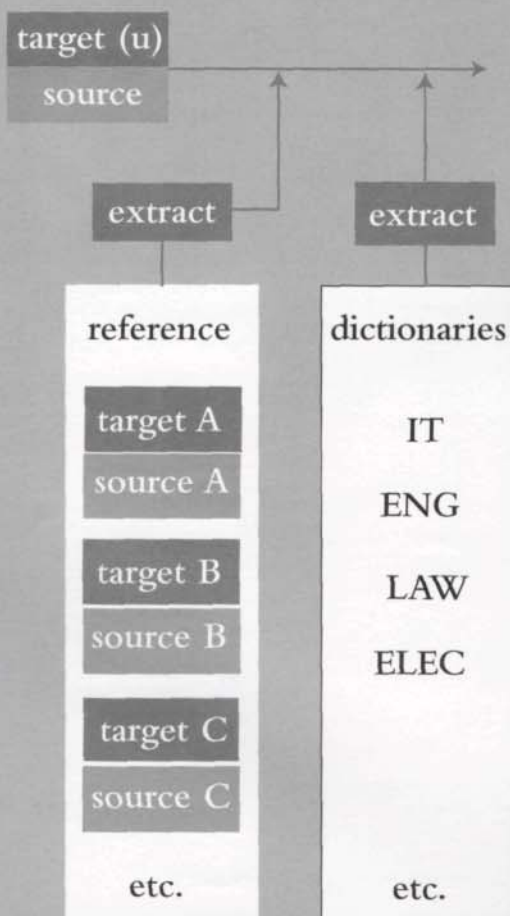 target (u)
source
extract
extract
reference
target A
source A
target B
source B
target C
source C
etc.
dictionaries
IT
ENG
LAW
ELEC
etc.